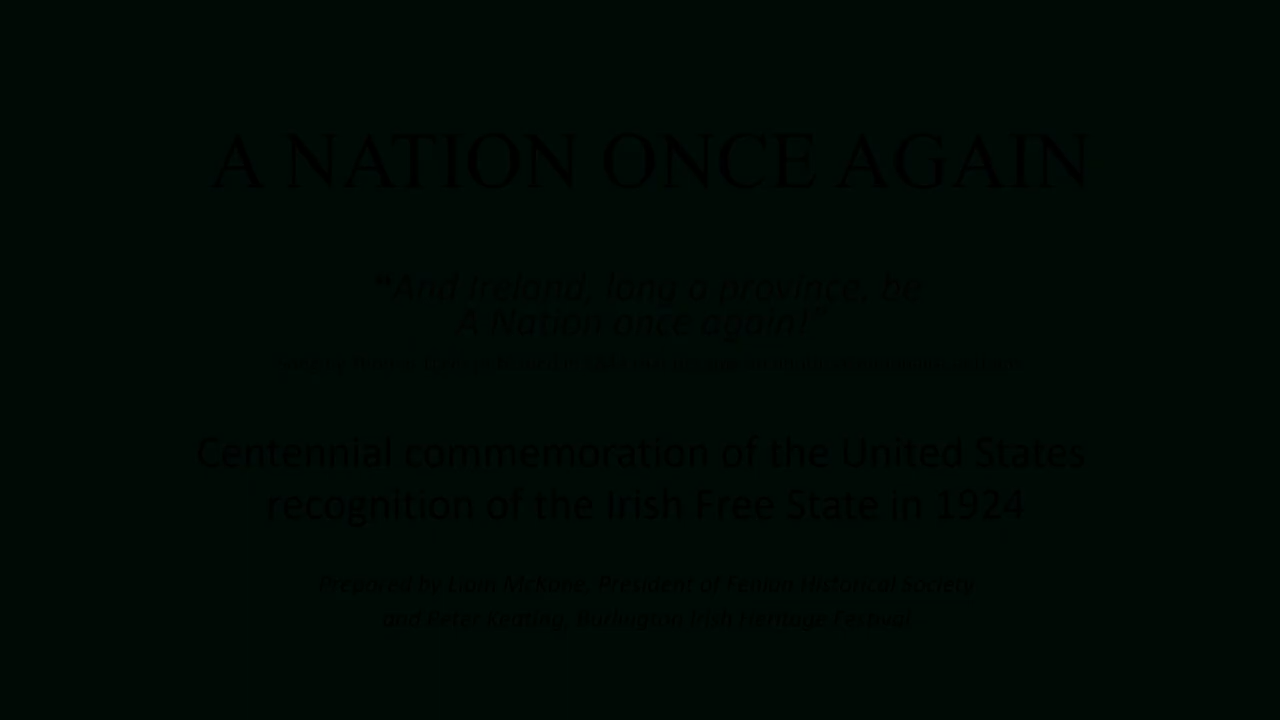 A NATION ONCE AGAIN
"And Ireland, long a province, be
A Nation once again!"
Centennial commemoration of the United States
recognition of the Irish Free State in 1924
Prepared by Liam McKone, President of Fenian Historical Society
and Peter Keating, Burlington Irish Heritage Festival